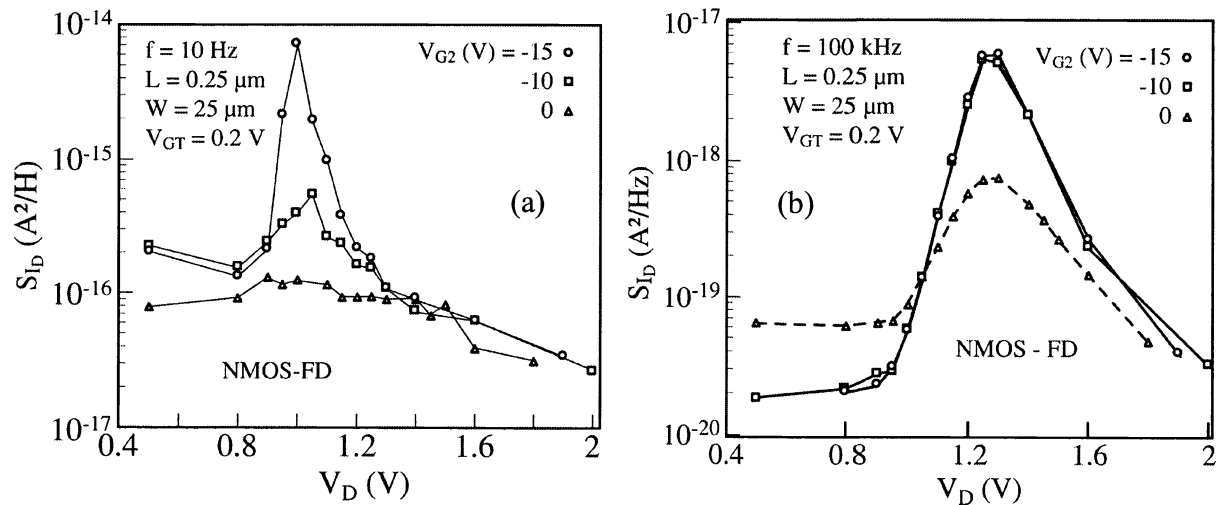 10⁻¹⁴
f = 10 Hz
L = 0.25 µm
W = 25 µm
V_GT = 0.2 V
V_G2 (V) = -15
-10
0
10⁻¹⁵
(a)
S_I_D (A²/H)
10⁻¹⁶
NMOS-FD
10⁻¹⁷
0.4 0.8 1.2 1.6 2
V_D (V)
10⁻¹⁷
f = 100 kHz
L = 0.25 µm
W = 25 µm
V_GT = 0.2 V
V_G2 (V) = -15
-10
0
10⁻¹⁸
(b)
S_I_D (A²/Hz)
10⁻¹⁹
NMOS - FD
10⁻²⁰
0.4 0.8 1.2 1.6 2
V_D (V)